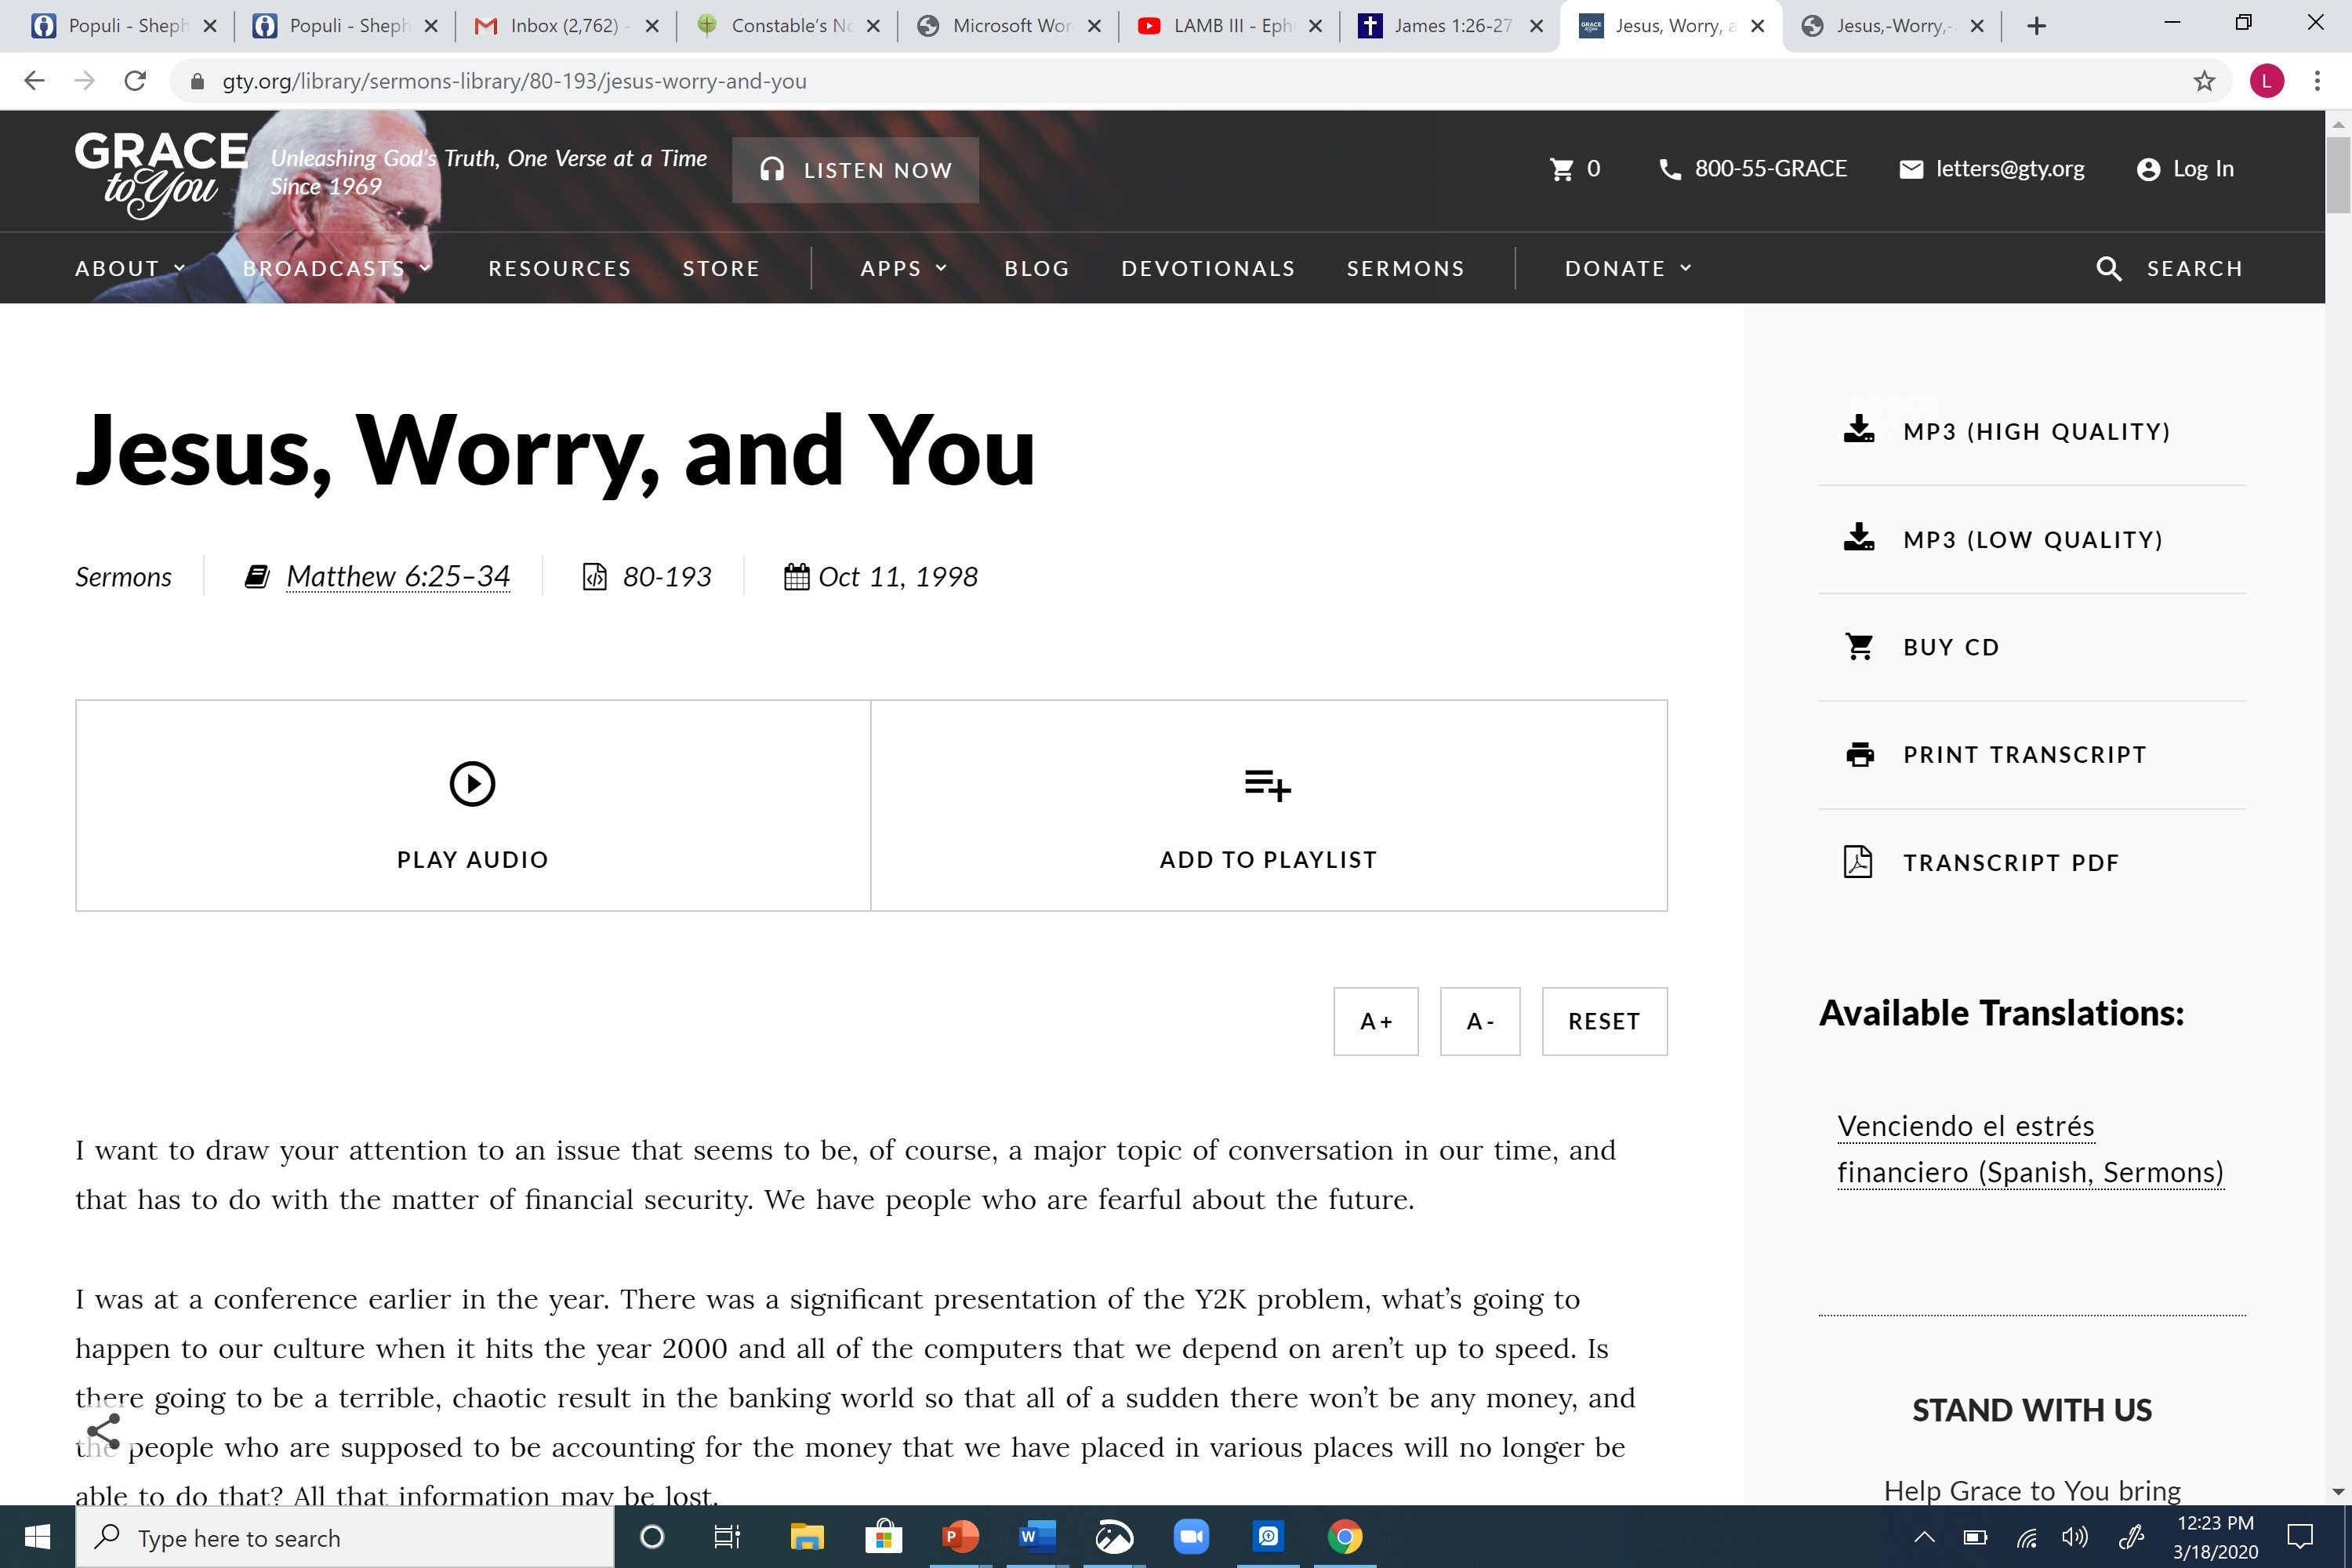 Populi - Sheph
Populi - Sheph
Inbox (2,762) -
Constable's No
Microsoft Wor
LAMB III - Eph
James 1:26-27
Jesus, Worry, a
Jesus,-Worry,-
gty.org/library/sermons-library/80-193/jesus-worry-and-you
L
GRACE
to You
Unleashing God's Truth, One Verse at a Time
Since 1969
LISTEN NOW
0
800-55-GRACE
letters@gty.org
Log In
ABOUT
BROADCASTS
RESOURCES
STORE
APPS
BLOG
DEVOTIONALS
SERMONS
DONATE
SEARCH
Jesus, Worry, and You
Sermons
Matthew 6:25–34
80-193
Oct 11, 1998
PLAY AUDIO
ADD TO PLAYLIST
A+
A-
RESET
I want to draw your attention to an issue that seems to be, of course, a major topic of conversation in our time, and
that has to do with the matter of financial security. We have people who are fearful about the future.
I was at a conference earlier in the year. There was a significant presentation of the Y2K problem, what's going to
happen to our culture when it hits the year 2000 and all of the computers that we depend on aren't up to speed. Is
there going to be a terrible, chaotic result in the banking world so that all of a sudden there won't be any money, and
the people who are supposed to be accounting for the money that we have placed in various places will no longer be
able to do that? All that information may be lost.
MP3 (HIGH QUALITY)
MP3 (LOW QUALITY)
BUY CD
PRINT TRANSCRIPT
TRANSCRIPT PDF
Available Translations:
Venciendo el estrés
financiero (Spanish, Sermons)
STAND WITH US
Help Grace to You bring
Type here to search
12:23 PM
3/18/2020